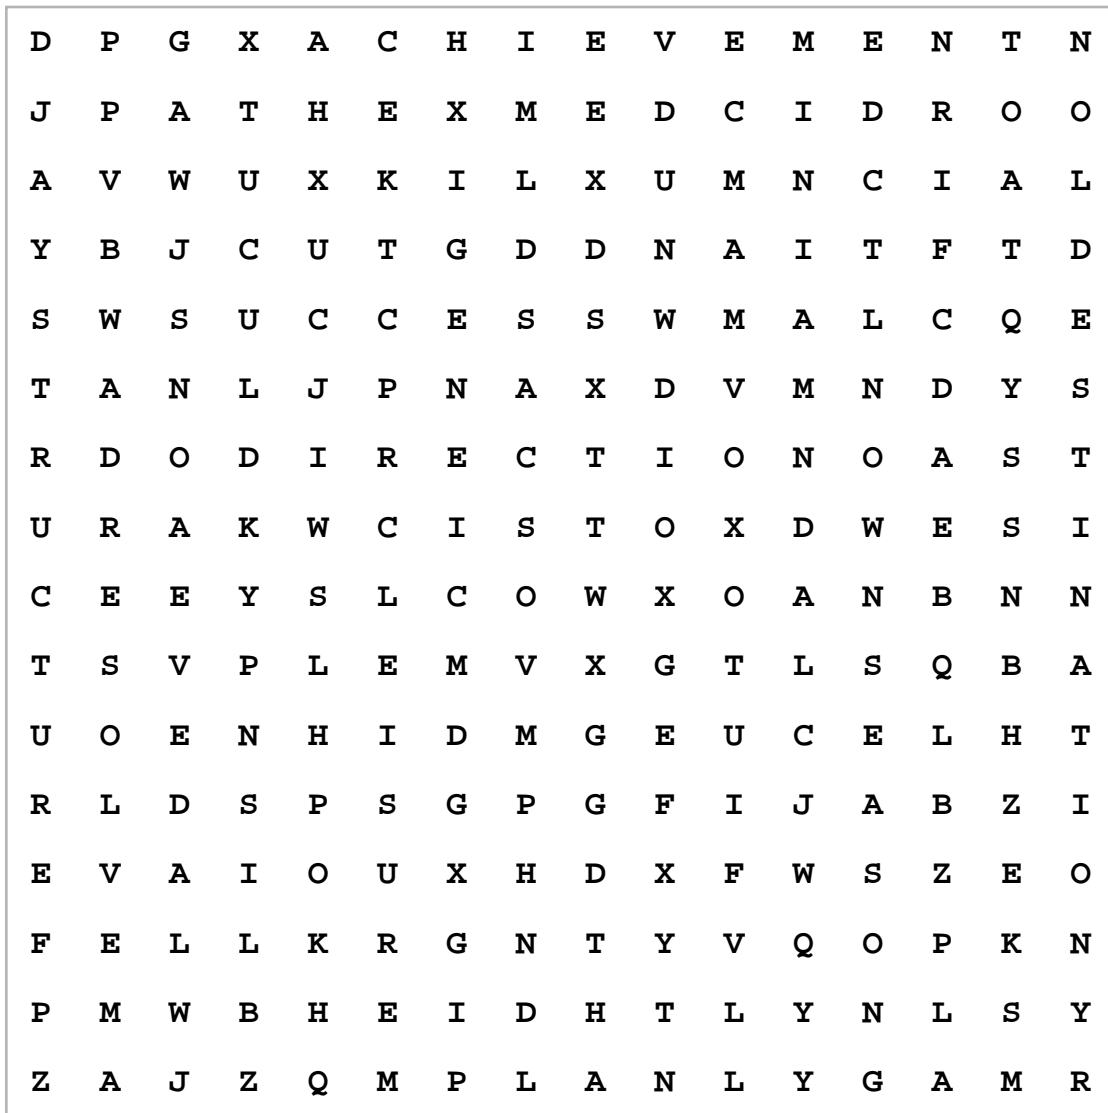 D P G X A C H I E V E M E N T N
J P A T H E X M E D C I D R O O
A V W U X K I L X U M N C I A L
Y B J C U T G D D N A I T F T D
S W S U C C E S S W M A L C Q E
T A N L J P N A X D V M N D Y S
R D O D I R E C T I O N O A S T
U R A K W C I S T O X D W E S I
C E E Y S L C O W X O A N B N N
T S V P L E M V X G T L S Q B A
U O E N H I D M G E U C E L H T
R L D S P S G P G F I J A B Z I
E V A I O U X H D X F W S Z E O
F E L L K R G N T Y V Q O P K N
P M W B H E I D H T L Y N L S Y
Z A J Z Q M P L A N L Y G A M R